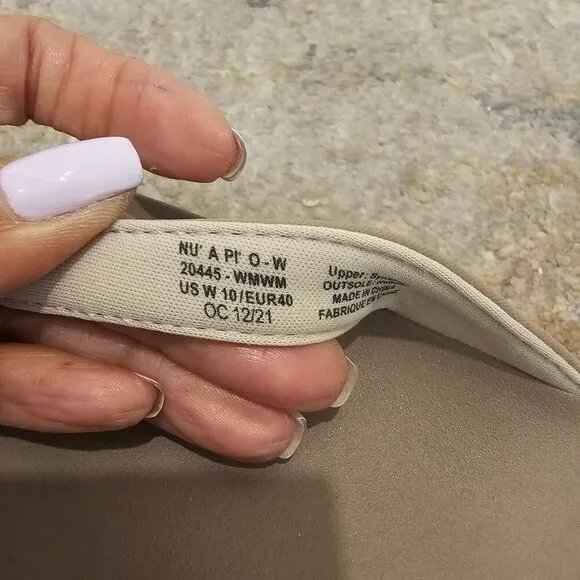 NU' A PI' O - W
20445 - WMWM
US W 10 / EUR40
OC 12/21
Upper:
OUTSOLE:
MADE IN CHINA
FABRIQUE EN